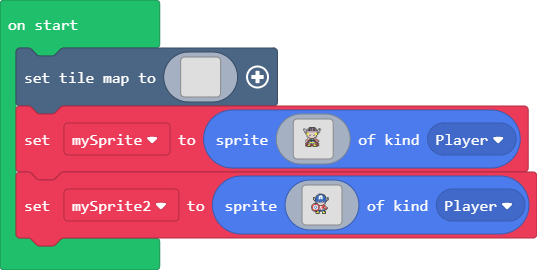 on start
set tile map to
set mySprite to sprite of kind Player
set mySprite2 to sprite of kind Player